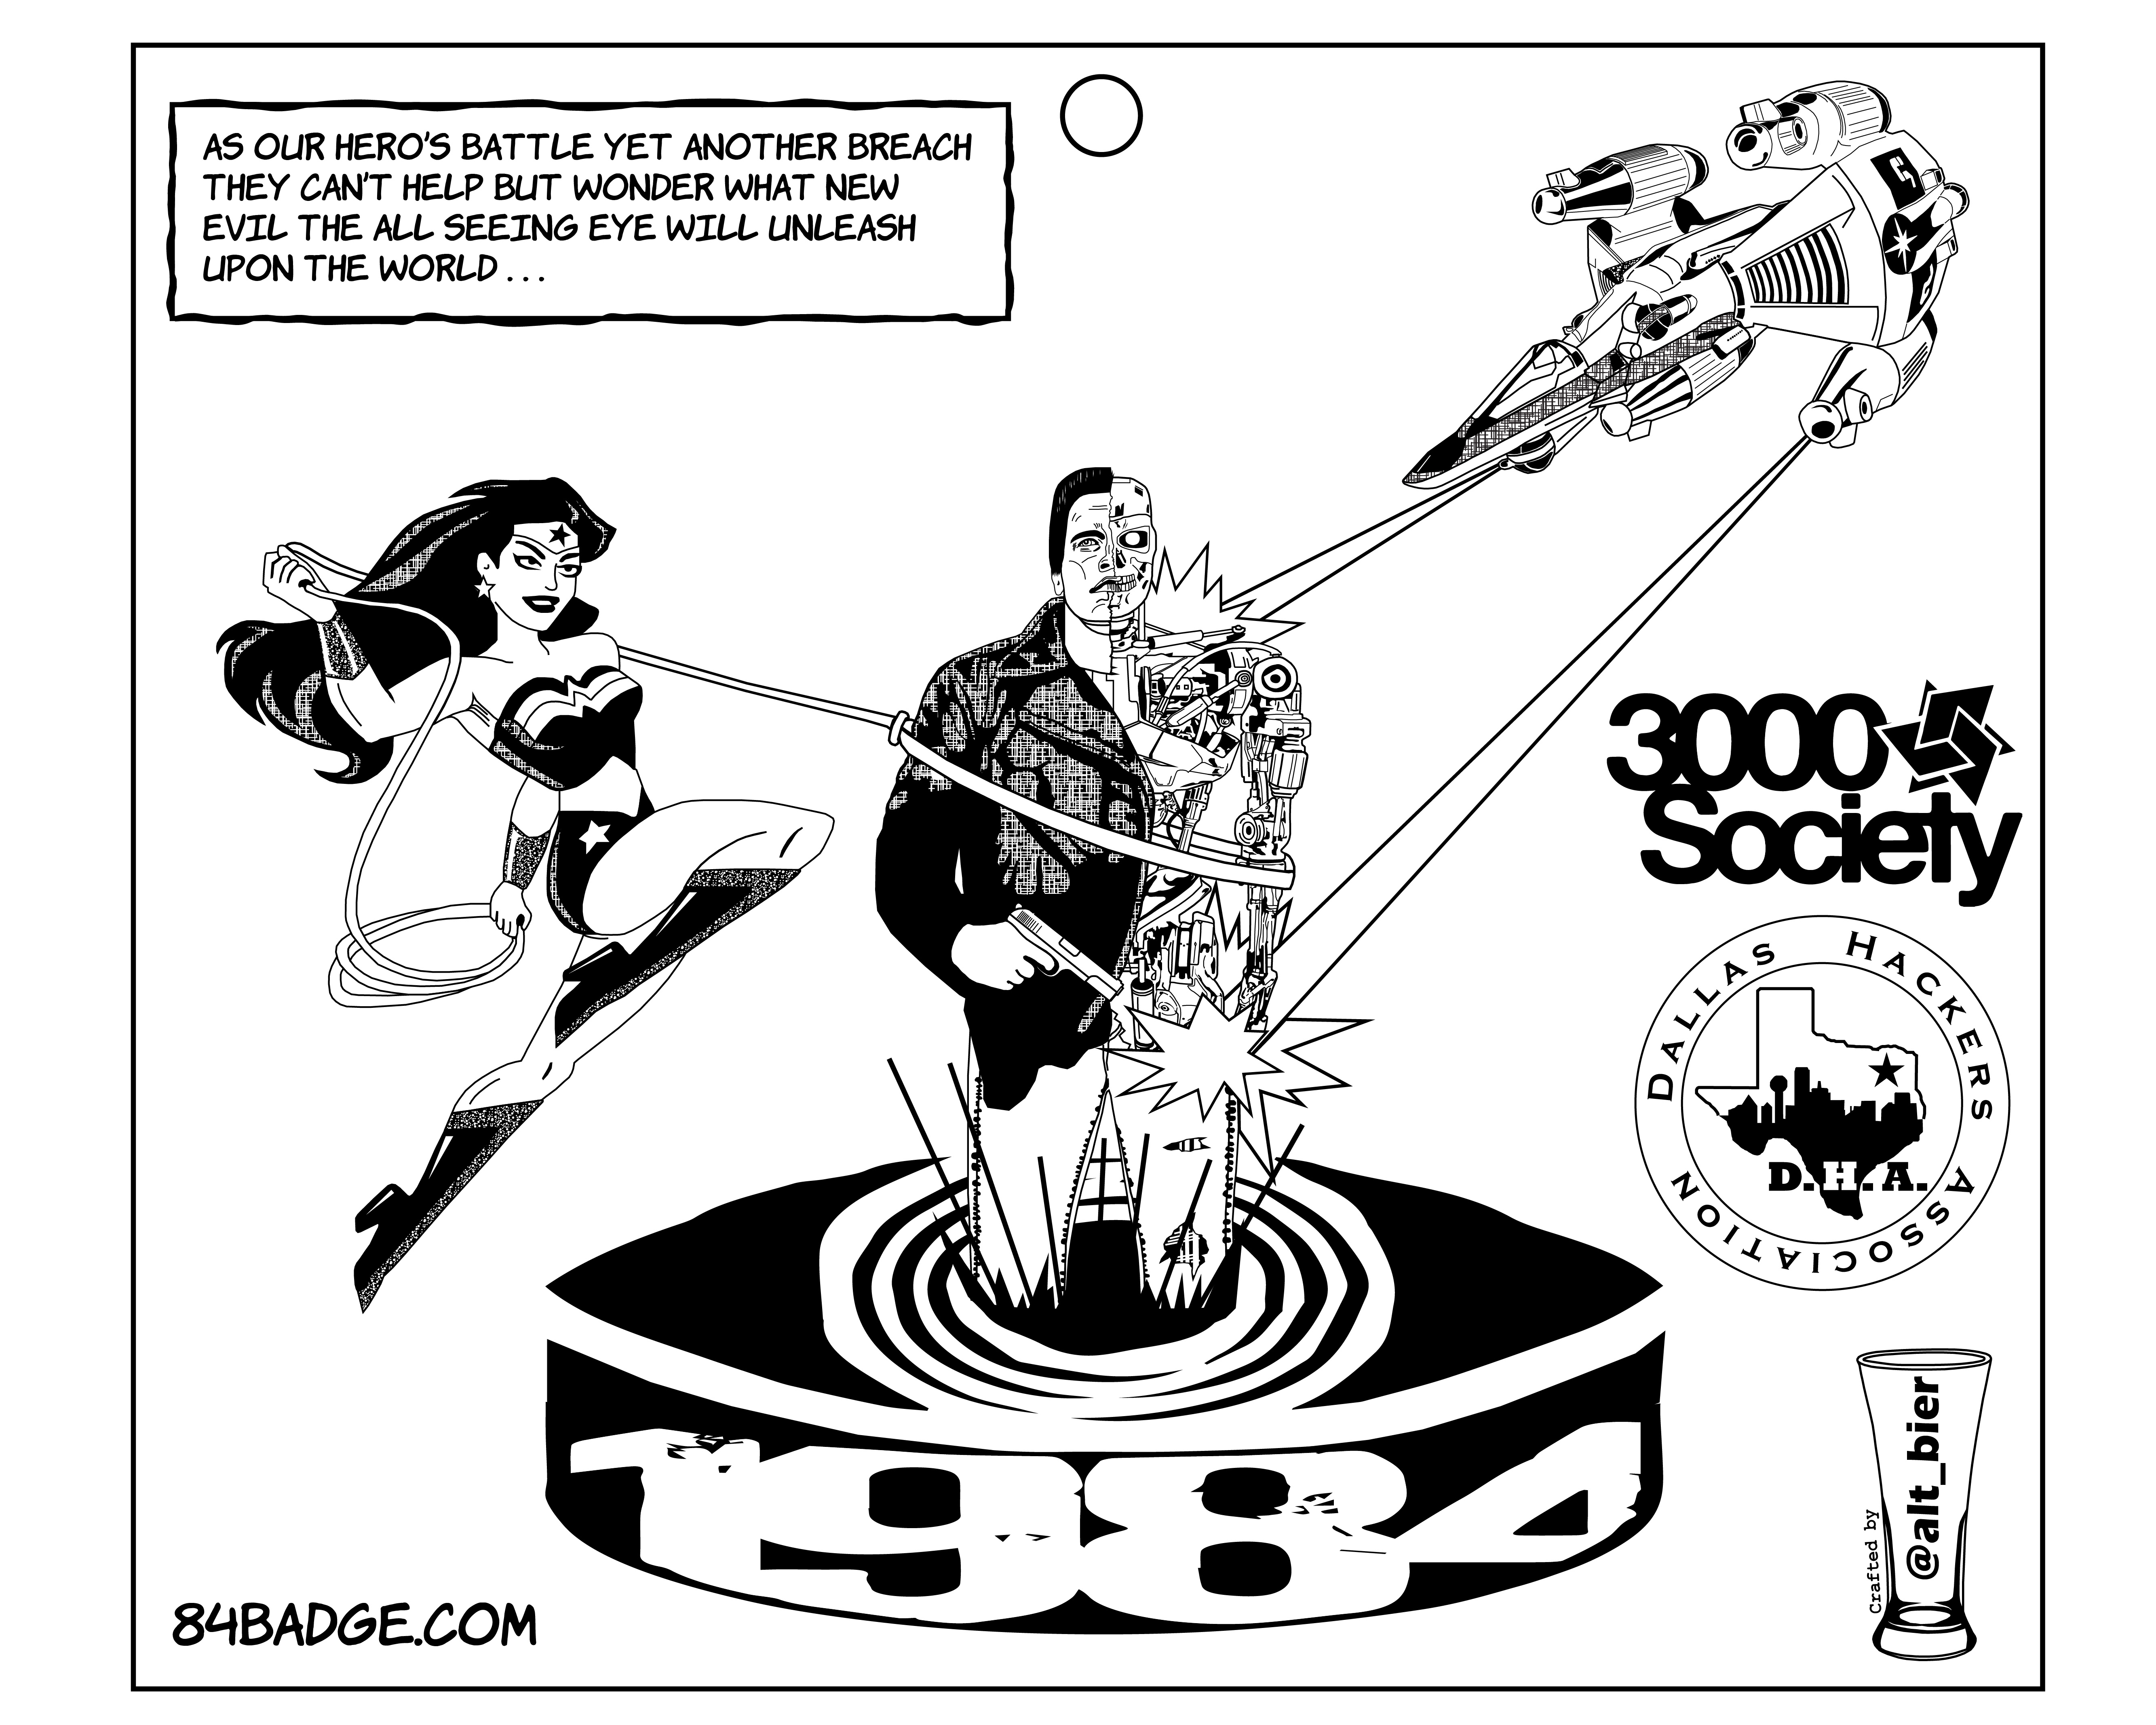 AS OUR HERO'S BATTLE YET ANOTHER BREACH
THEY CAN'T HELP BUT WONDER WHAT NEW
EVIL THE ALL SEEING EYE WILL UNLEASH
UPON THE WORLD . . .
3000
Society
DALLAS HACKERS ASSOCIATION
D.H.A.
1984
84BADGE.COM
Crafted by
@alt_bier